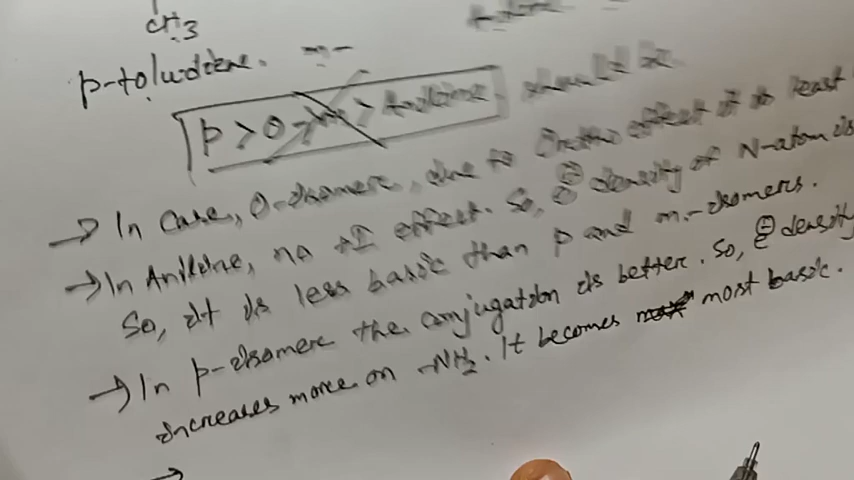 CH3
p-toluidine.
p > o > m > Aniline
→ In case, O-isomer, due to Ortho effect it is least
→ In Aniline, no +I effect. So, e⊖ density of N-atom is
So, it is less basic than p and m-isomers.
→ In p-isomer the conjugation is better. So, e⊖ density
increases more on -NH2. It becomes most basic.
→